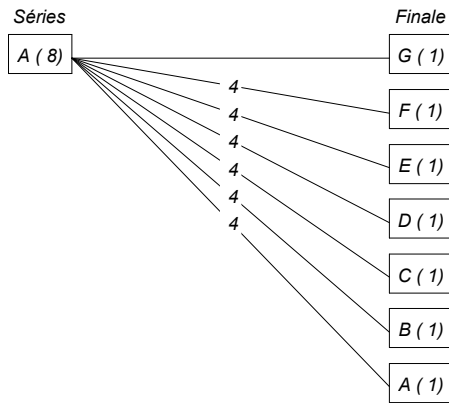 Séries Finale
A ( 8) G ( 1)
4
F ( 1)
4
E ( 1)
4
4 D ( 1)
4
C ( 1)
4
B ( 1)
A ( 1)